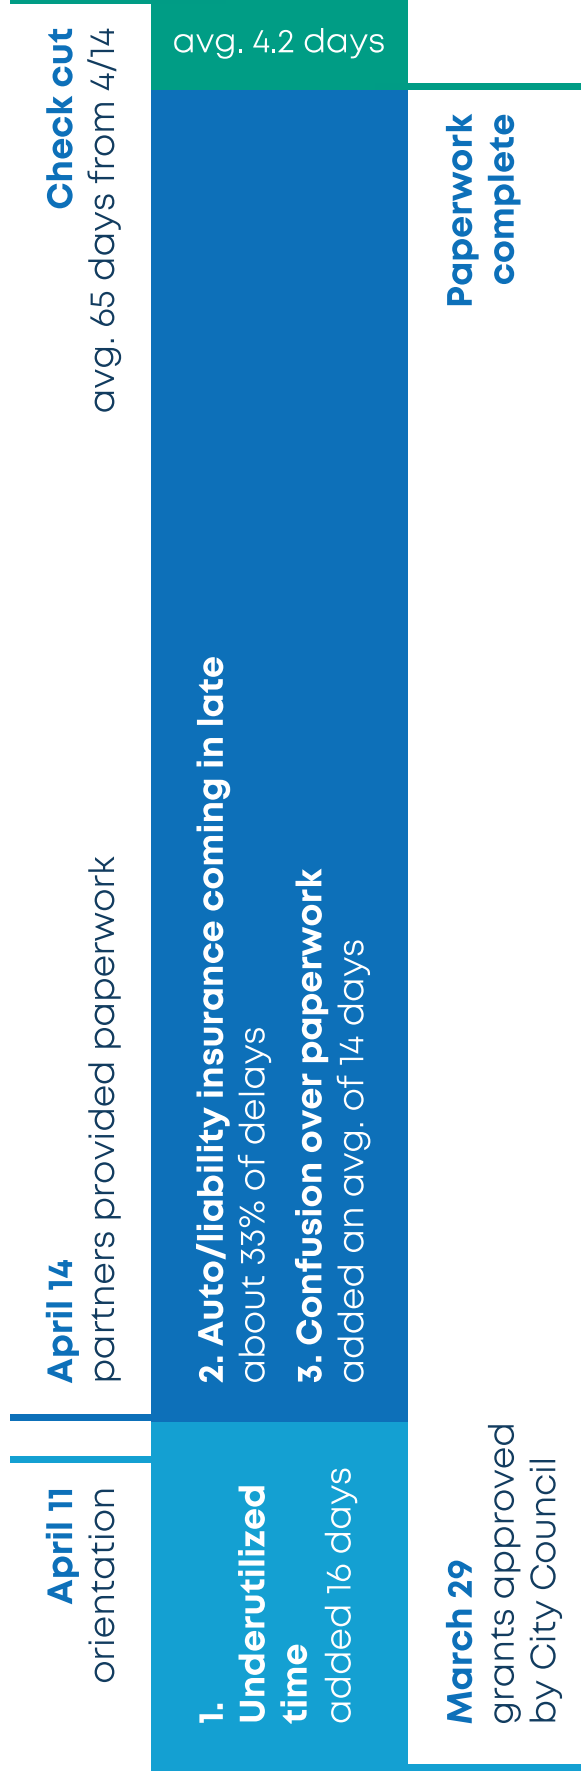 April 11
orientation
April 14
partners provided paperwork
Check cut
avg. 65 days from 4/14
1.
Underutilized
time
added 16 days
2. Auto/liability insurance coming in late
about 33% of delays
3. Confusion over paperwork
added an avg. of 14 days
avg. 4.2 days
March 29
grants approved
by City Council
Paperwork
complete